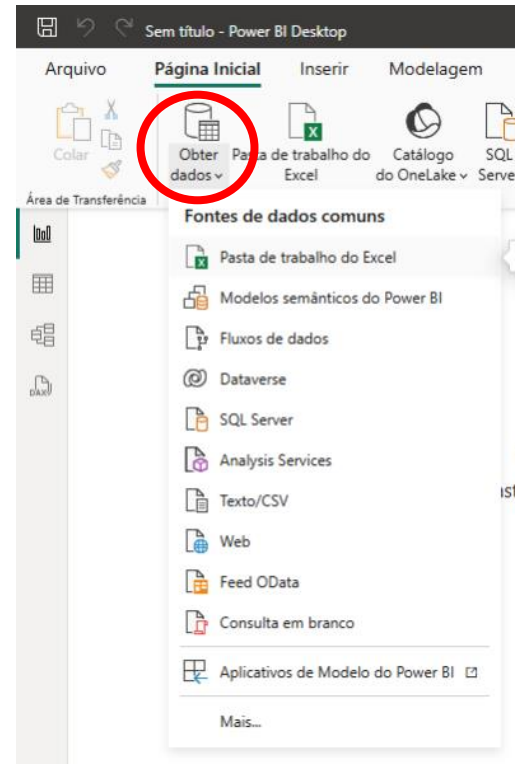 Sem título - Power BI Desktop
Arquivo Página Inicial Inserir Modelagem
Colar
Obter dados
Pasta de trabalho do Excel
Catálogo do OneLake
SQL
Área de Transferência
Fontes de dados comuns
Pasta de trabalho do Excel
Modelos semânticos do Power BI
Fluxos de dados
Dataverse
SQL Server
Analysis Services
Texto/CSV
Web
Feed OData
Consulta em branco
Aplicativos de Modelo do Power BI
Mais...
DAX